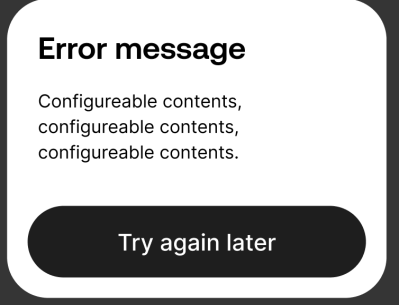 Error message
Configureable contents,
configureable contents,
configureable contents.
Try again later